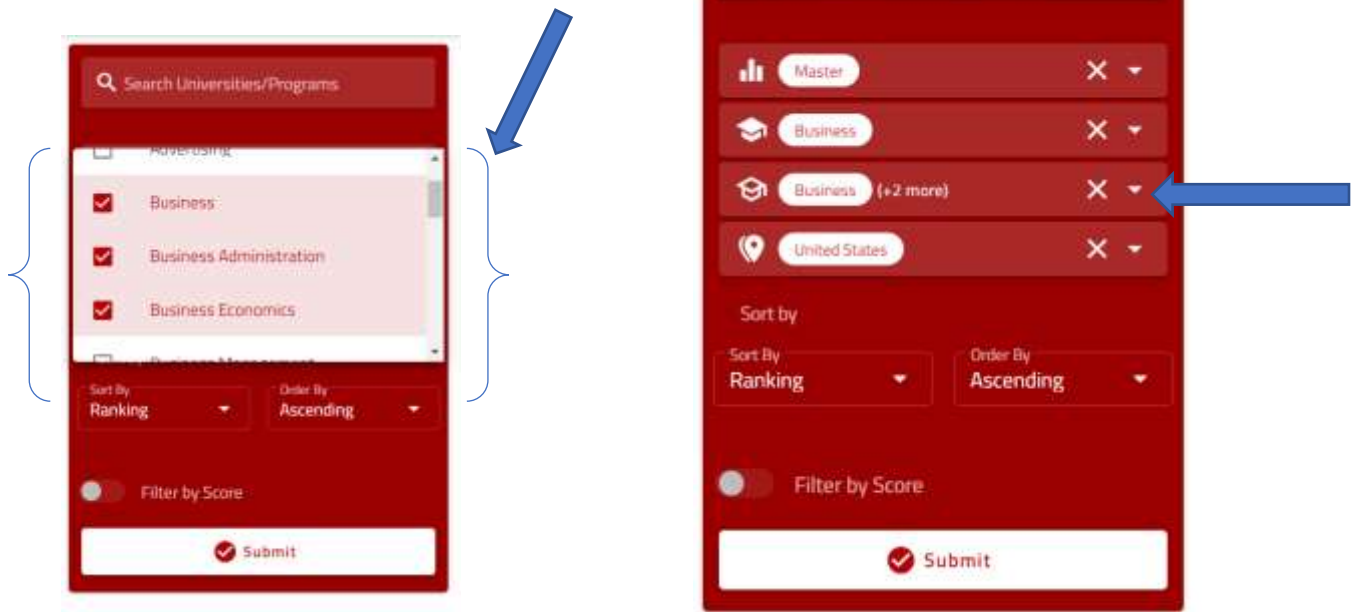 Search Universities/Programs
Advertising
Business
Business Administration
Business Economics
Business Management
Sort By
Ranking
Order By
Ascending
Filter by Score
Submit
Master
Business
Business (+2 more)
United States
Sort by
Sort By
Ranking
Order By
Ascending
Filter by Score
Submit